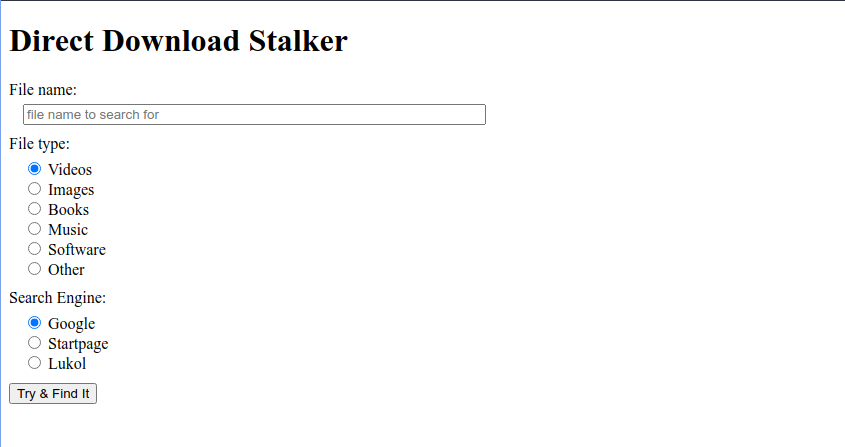 Direct Download Stalker
File name:
file name to search for
File type:
Videos
Images
Books
Music
Software
Other
Search Engine:
Google
Startpage
Lukol
Try & Find It